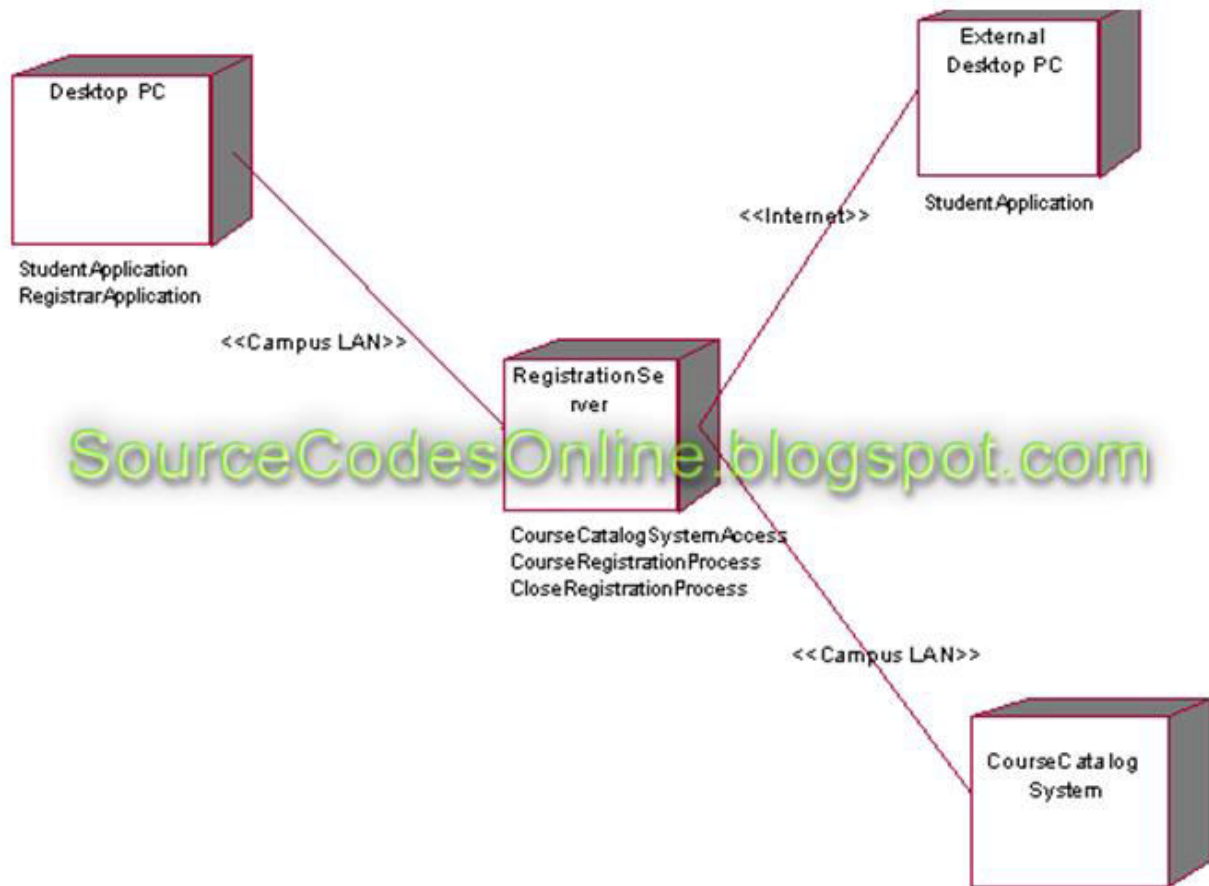 Desktop PC
StudentApplication
RegistrarApplication
<<Campus LAN>>
External
Desktop PC
StudentApplication
<<Internet>>
RegistrationSe
rver
SourceCodesOnline.blogspot.com
CourseCatalogSystemAccess
CourseRegistrationProcess
CloseRegistrationProcess
<<Campus LAN>>
CourseCatalog
System